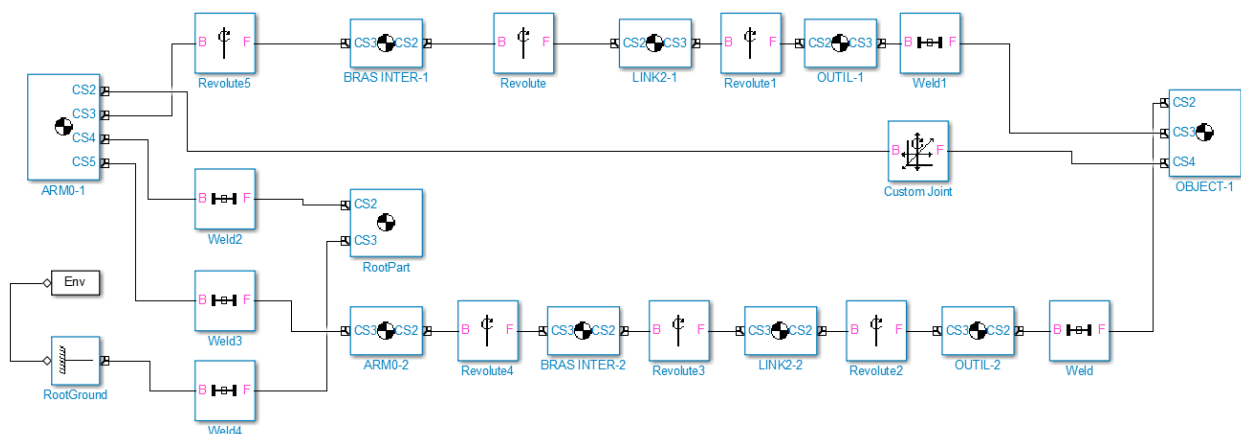 B F B F B F B F
CS3 CS2 CS2 CS3 CS2 CS3
Revolute5 BRAS INTER-1 Revolute LINK2-1 Revolute1 OUTIL-1 Weld1
CS2
CS3
CS4
CS5
ARM0-1
B F
Custom Joint
CS2
CS3
CS4
OBJECT-1
B F
Weld2
CS2
CS3
RootPart
Env
B F
Weld3
CS3 CS2 B F CS3 CS2 B F CS3 CS2 B F CS3 CS2 B F
ARM0-2 Revolute4 BRAS INTER-2 Revolute3 LINK2-2 Revolute2 OUTIL-2 Weld
RootGround
B F
Weld4